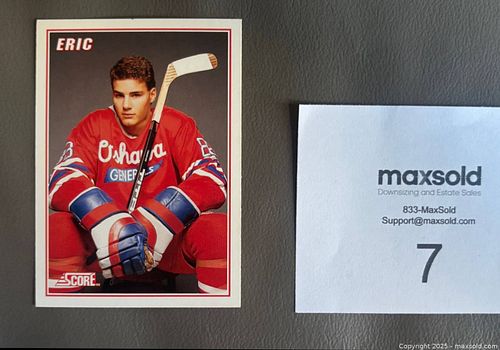 ERIC
Oshawa
GENERALS
8
SCORE
maxsold
Downsizing and Estate Sales
833-MaxSold
Support@maxsold.com
7
Copyright 2025 - maxsold.com